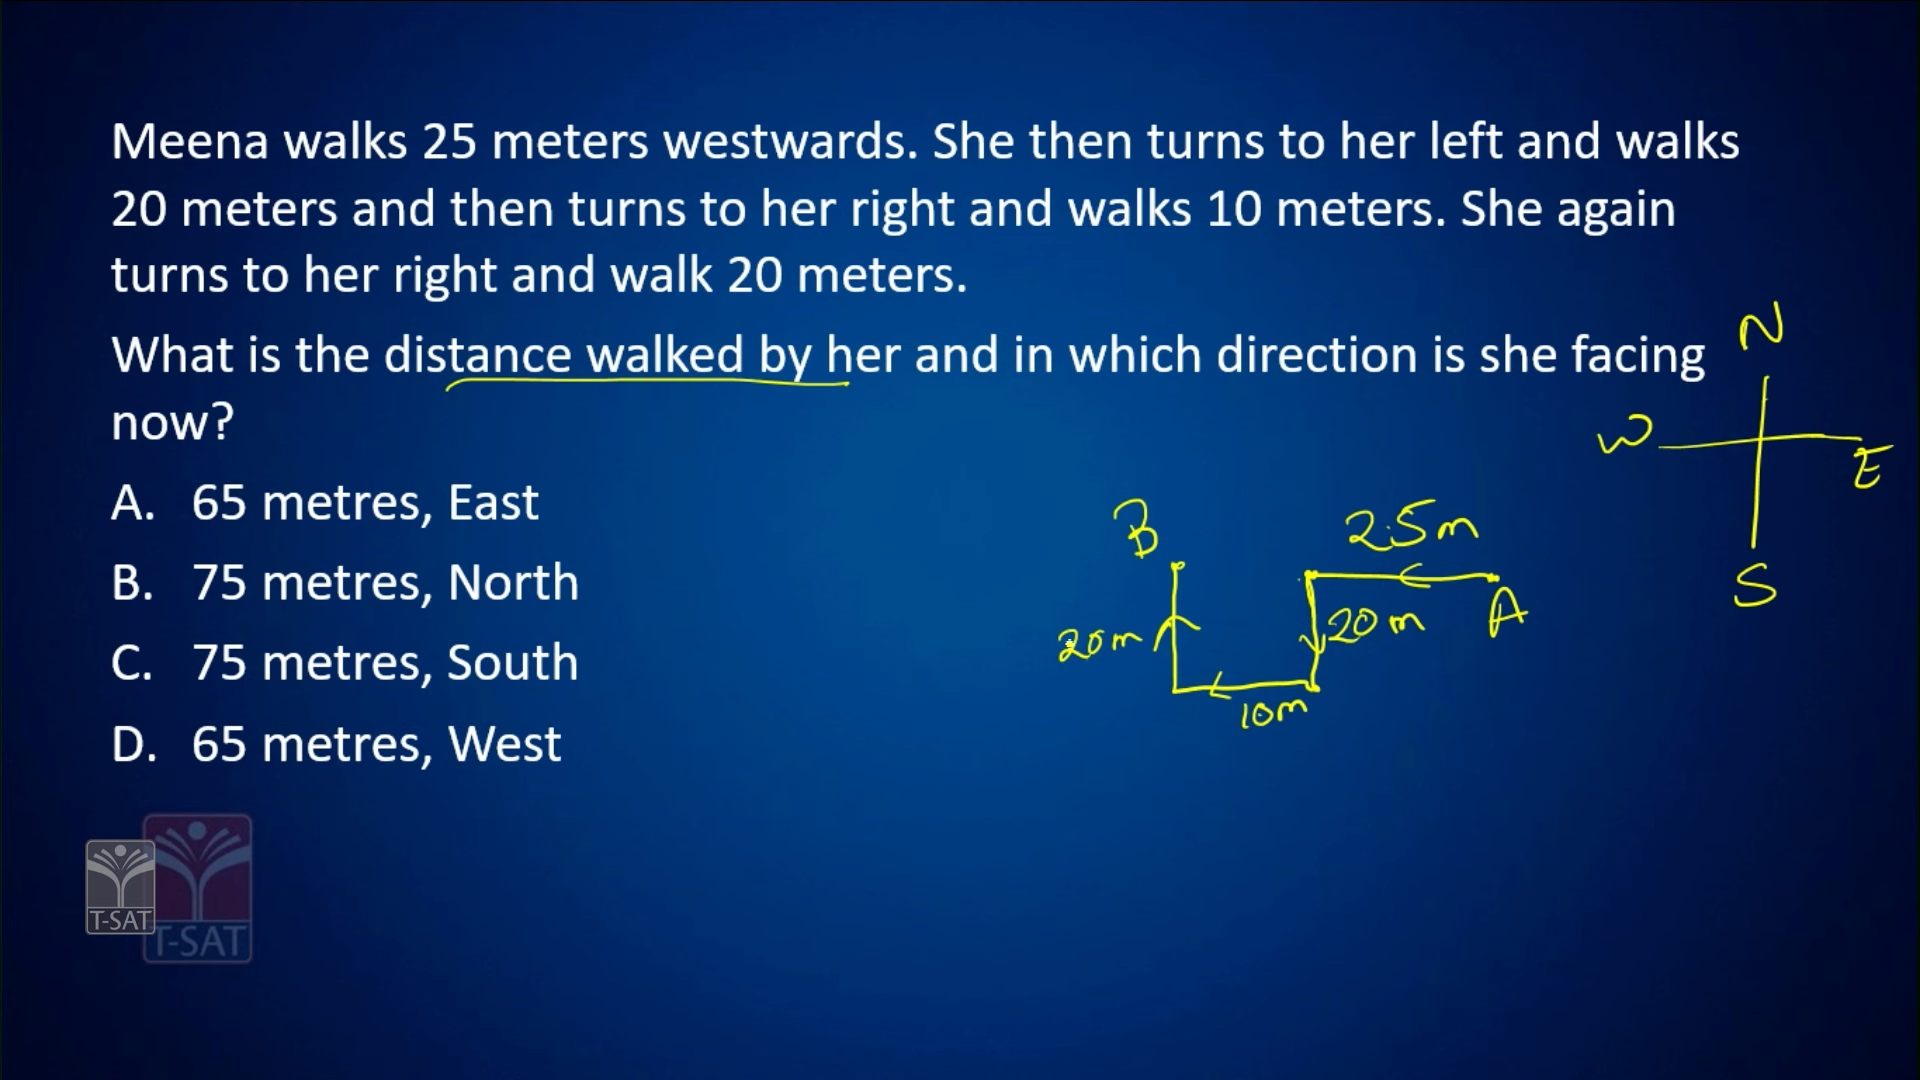 Meena walks 25 meters westwards. She then turns to her left and walks
20 meters and then turns to her right and walks 10 meters. She again
turns to her right and walk 20 meters.
What is the distance walked by her and in which direction is she facing
now?
A. 65 metres, East
B. 75 metres, North
C. 75 metres, South
D. 65 metres, West
N
W
E
S
B
25m
20m
A
20m
10m
T-SAT
T-SAT